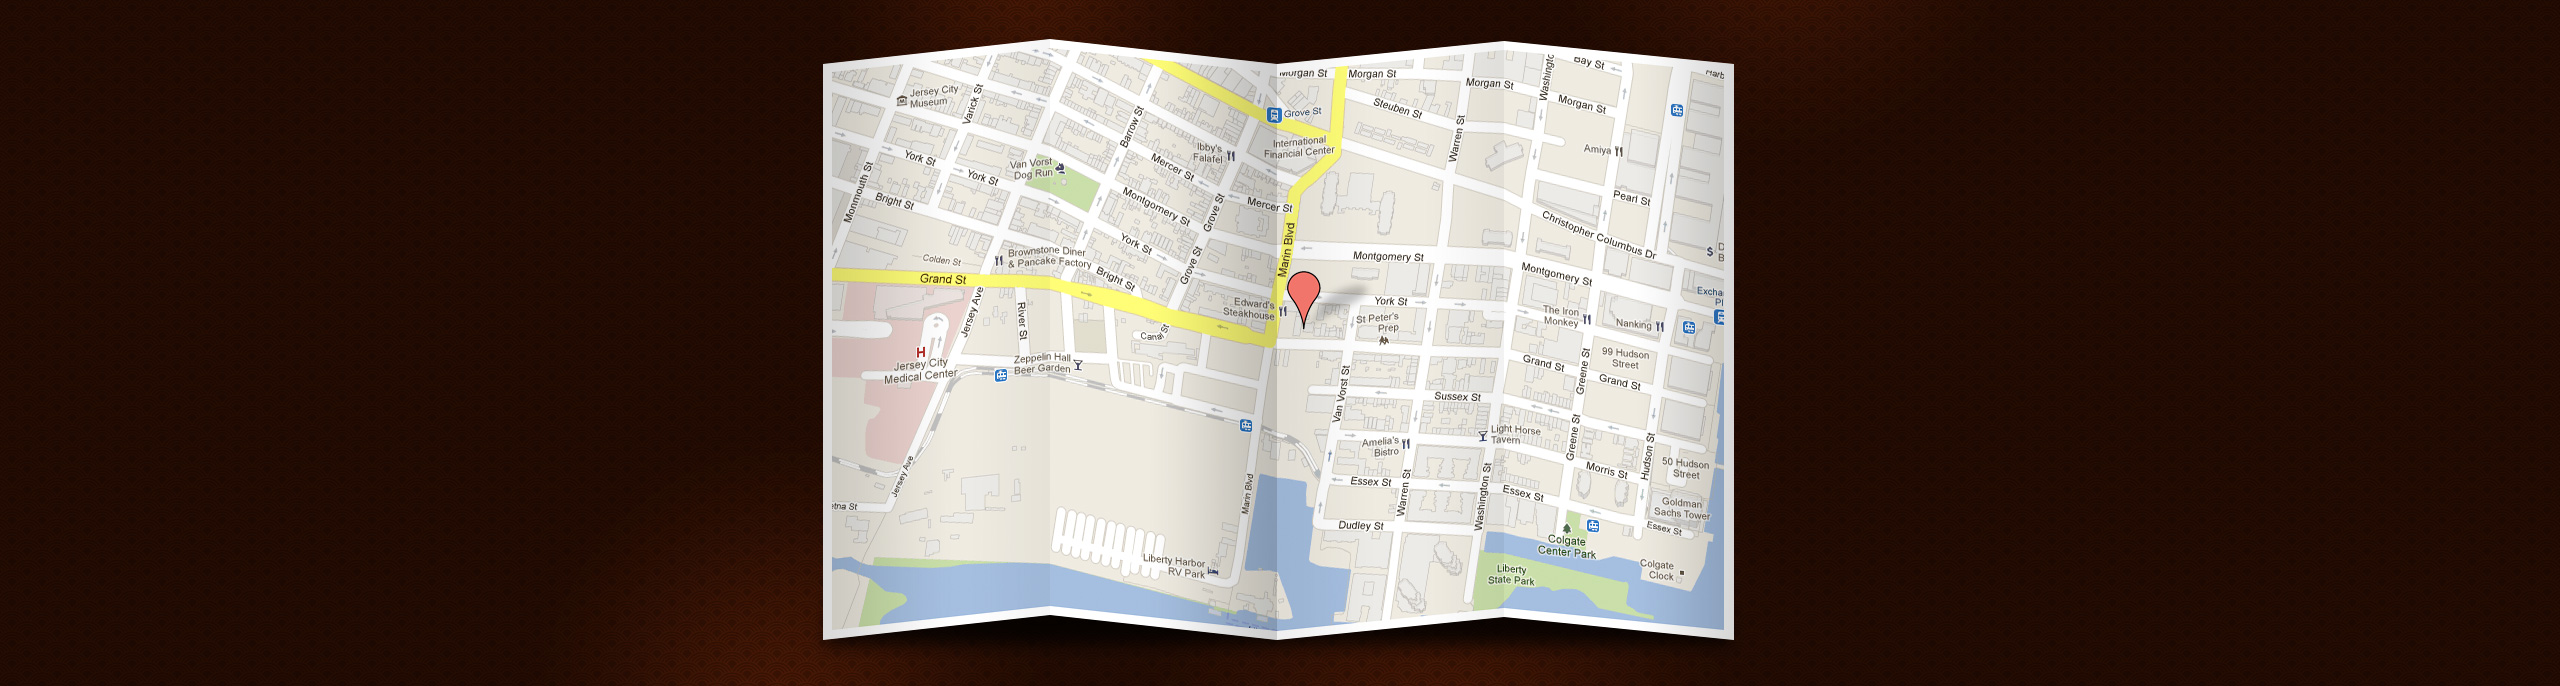 Morgan St
Morgan St
Morgan St
Morgan St
Bay St
Steuben St
Jersey City
Museum
Varick St
Barrow St
Grove St
Warren St
International
Financial Center
Ibby's
Falafel
Amiya
York St
York St
Van Vorst
Dog Run
Mercer St
Mercer St
Monmouth St
Bright St
Montgomery St
Grove St
Pearl St
Christopher Columbus Dr
Marin Blvd
York St
Grove St
Brownstone Diner
& Pancake Factory
Colden St
Bright St
Montgomery St
Montgomery St
Grand St
Jersey Ave
River St
Edward's
Steakhouse
York St
St Peter's
Prep
The Iron
Monkey
Nanking
Canal St
H
Jersey City
Medical Center
Zeppelin Hall
Beer Garden
Grand St
99 Hudson
Street
Greene St
Grand St
Van Vorst St
Sussex St
Amelia's
Bistro
Light Horse
Tavern
Greene St
Hudson St
Morris St
50 Hudson
Street
Jersey Ave
Marin Blvd
Essex St
Warren St
Washington St
Essex St
Goldman
Sachs Tower
Essex St
Dudley St
Colgate
Center Park
Liberty Harbor
RV Park
Liberty
State Park
Colgate
Clock